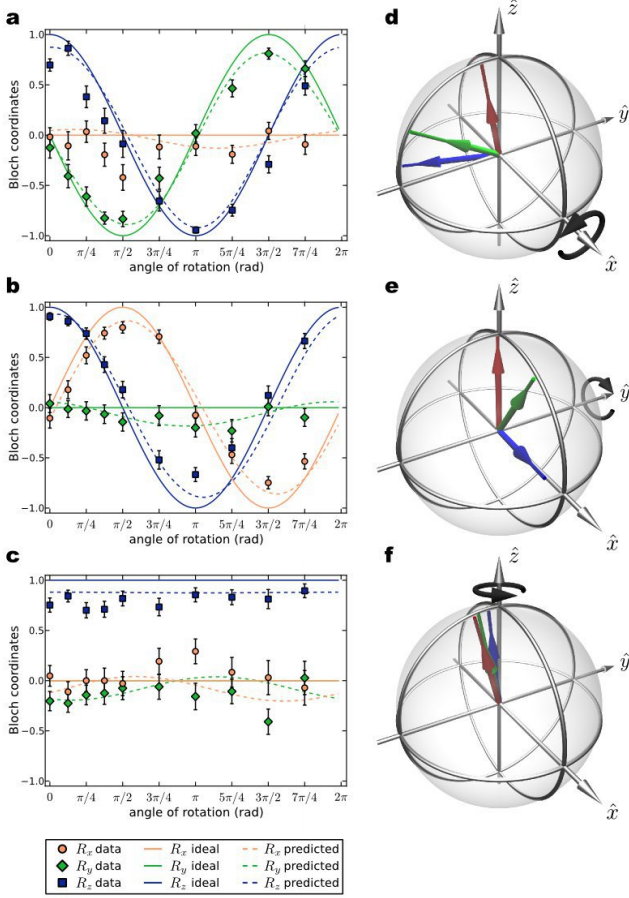 a
1.0
0.5
0.0
−0.5
−1.0
Bloch coordinates
0 π/4 π/2 3π/4 π 5π/4 3π/2 7π/4 2π
angle of rotation (rad)
d
ẑ
ŷ
x̂
b
1.0
0.5
0.0
−0.5
−1.0
Bloch coordinates
0 π/4 π/2 3π/4 π 5π/4 3π/2 7π/4 2π
angle of rotation (rad)
e
ẑ
ŷ
x̂
c
1.0
0.5
0.0
−0.5
−1.0
Bloch coordinates
0 π/4 π/2 3π/4 π 5π/4 3π/2 7π/4 2π
angle of rotation (rad)
f
ẑ
ŷ
x̂
Rx data Rx ideal Rx predicted
Ry data Ry ideal Ry predicted
Rz data Rz ideal Rz predicted